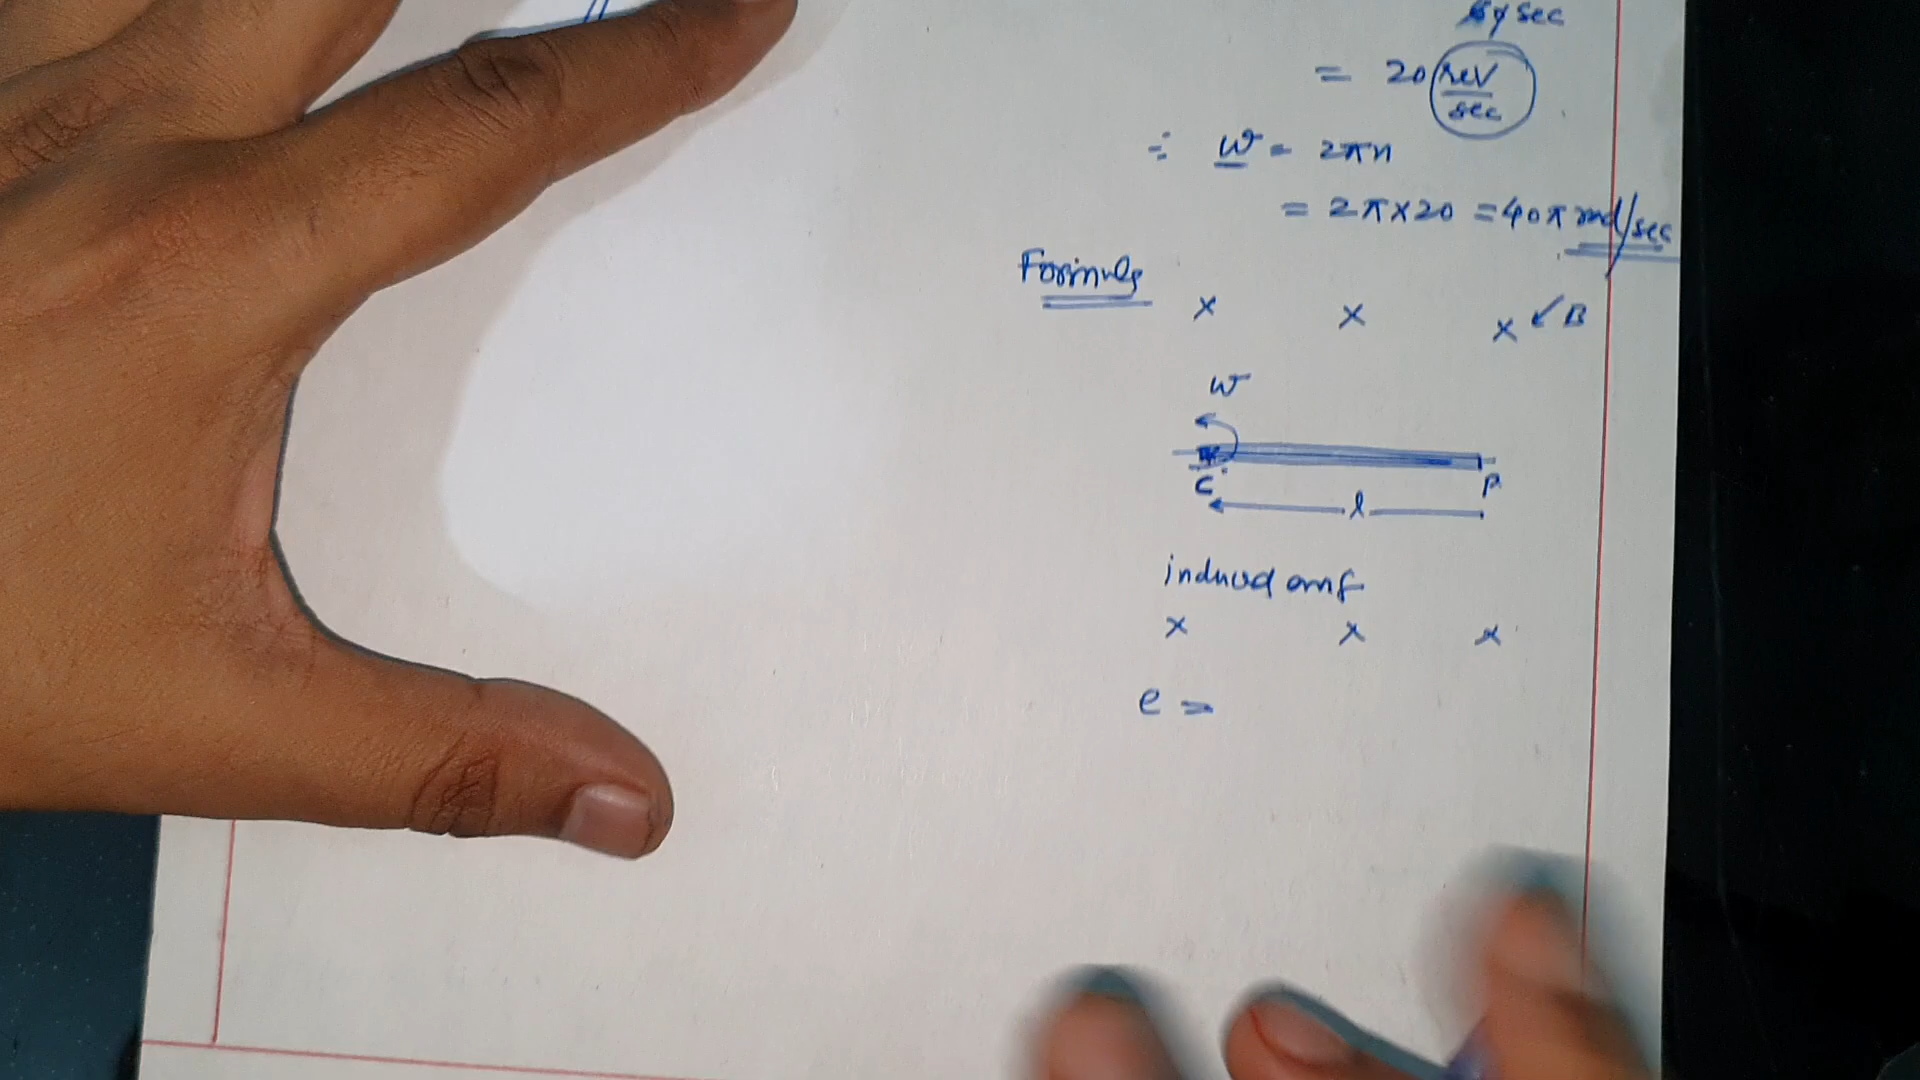 sec
= 20 rev
sec
∴ w = 2πn
= 2π×20 = 40π rad/sec
Formula
× × × B
w
C P
l
induced emf
× × ×
e =